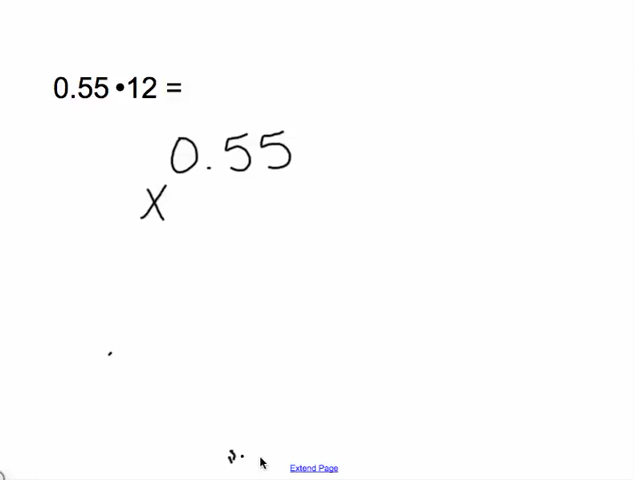 0.55 •12 =
0.55
x
Extend Page